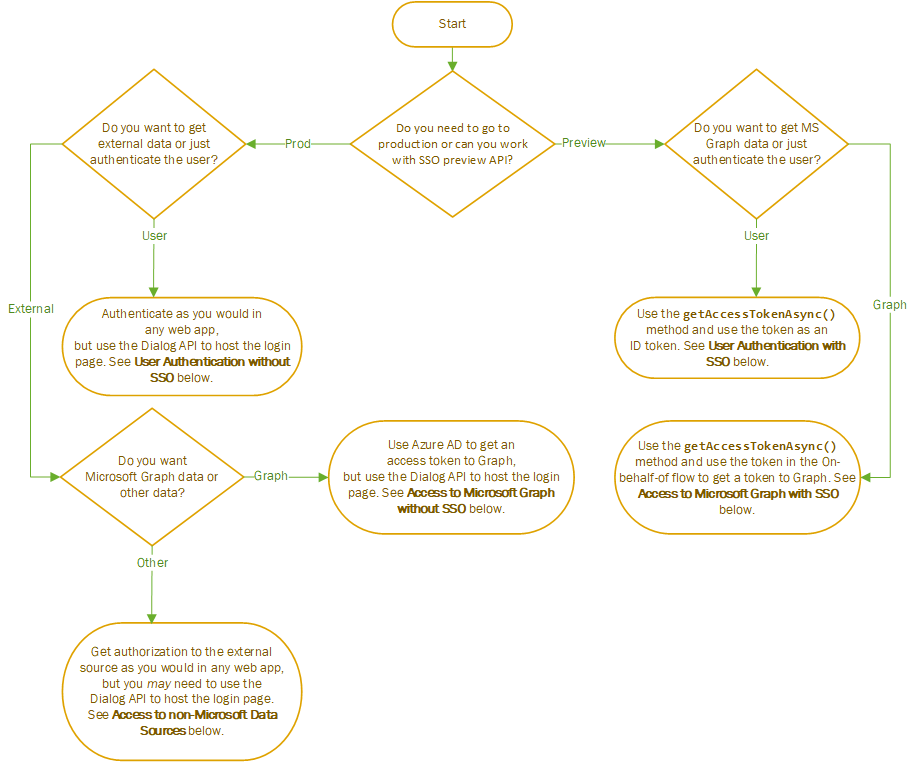 Start
Do you need to go to
production or can you work
with SSO preview API?
Prod
Preview
Do you want to get
external data or just
authenticate the user?
Do you want to get MS
Graph data or just
authenticate the user?
User
User
External
Graph
Authenticate as you would in
any web app,
but use the Dialog API to host the login
page. See User Authentication without
SSO below.
Use the getAccessTokenAsync()
method and use the token as an
ID token. See User Authentication with
SSO below.
Do you want
Microsoft Graph data or
other data?
Graph
Use Azure AD to get an
access token to Graph,
but use the Dialog API to host the login
page. See Access to Microsoft Graph
without SSO below.
Use the getAccessTokenAsync()
method and use the token in the On-
behalf-of flow to get a token to Graph. See
Access to Microsoft Graph with SSO
below.
Other
Get authorization to the external
source as you would in any web app,
but you may need to use the
Dialog API to host the login page.
See Access to non-Microsoft Data
Sources below.